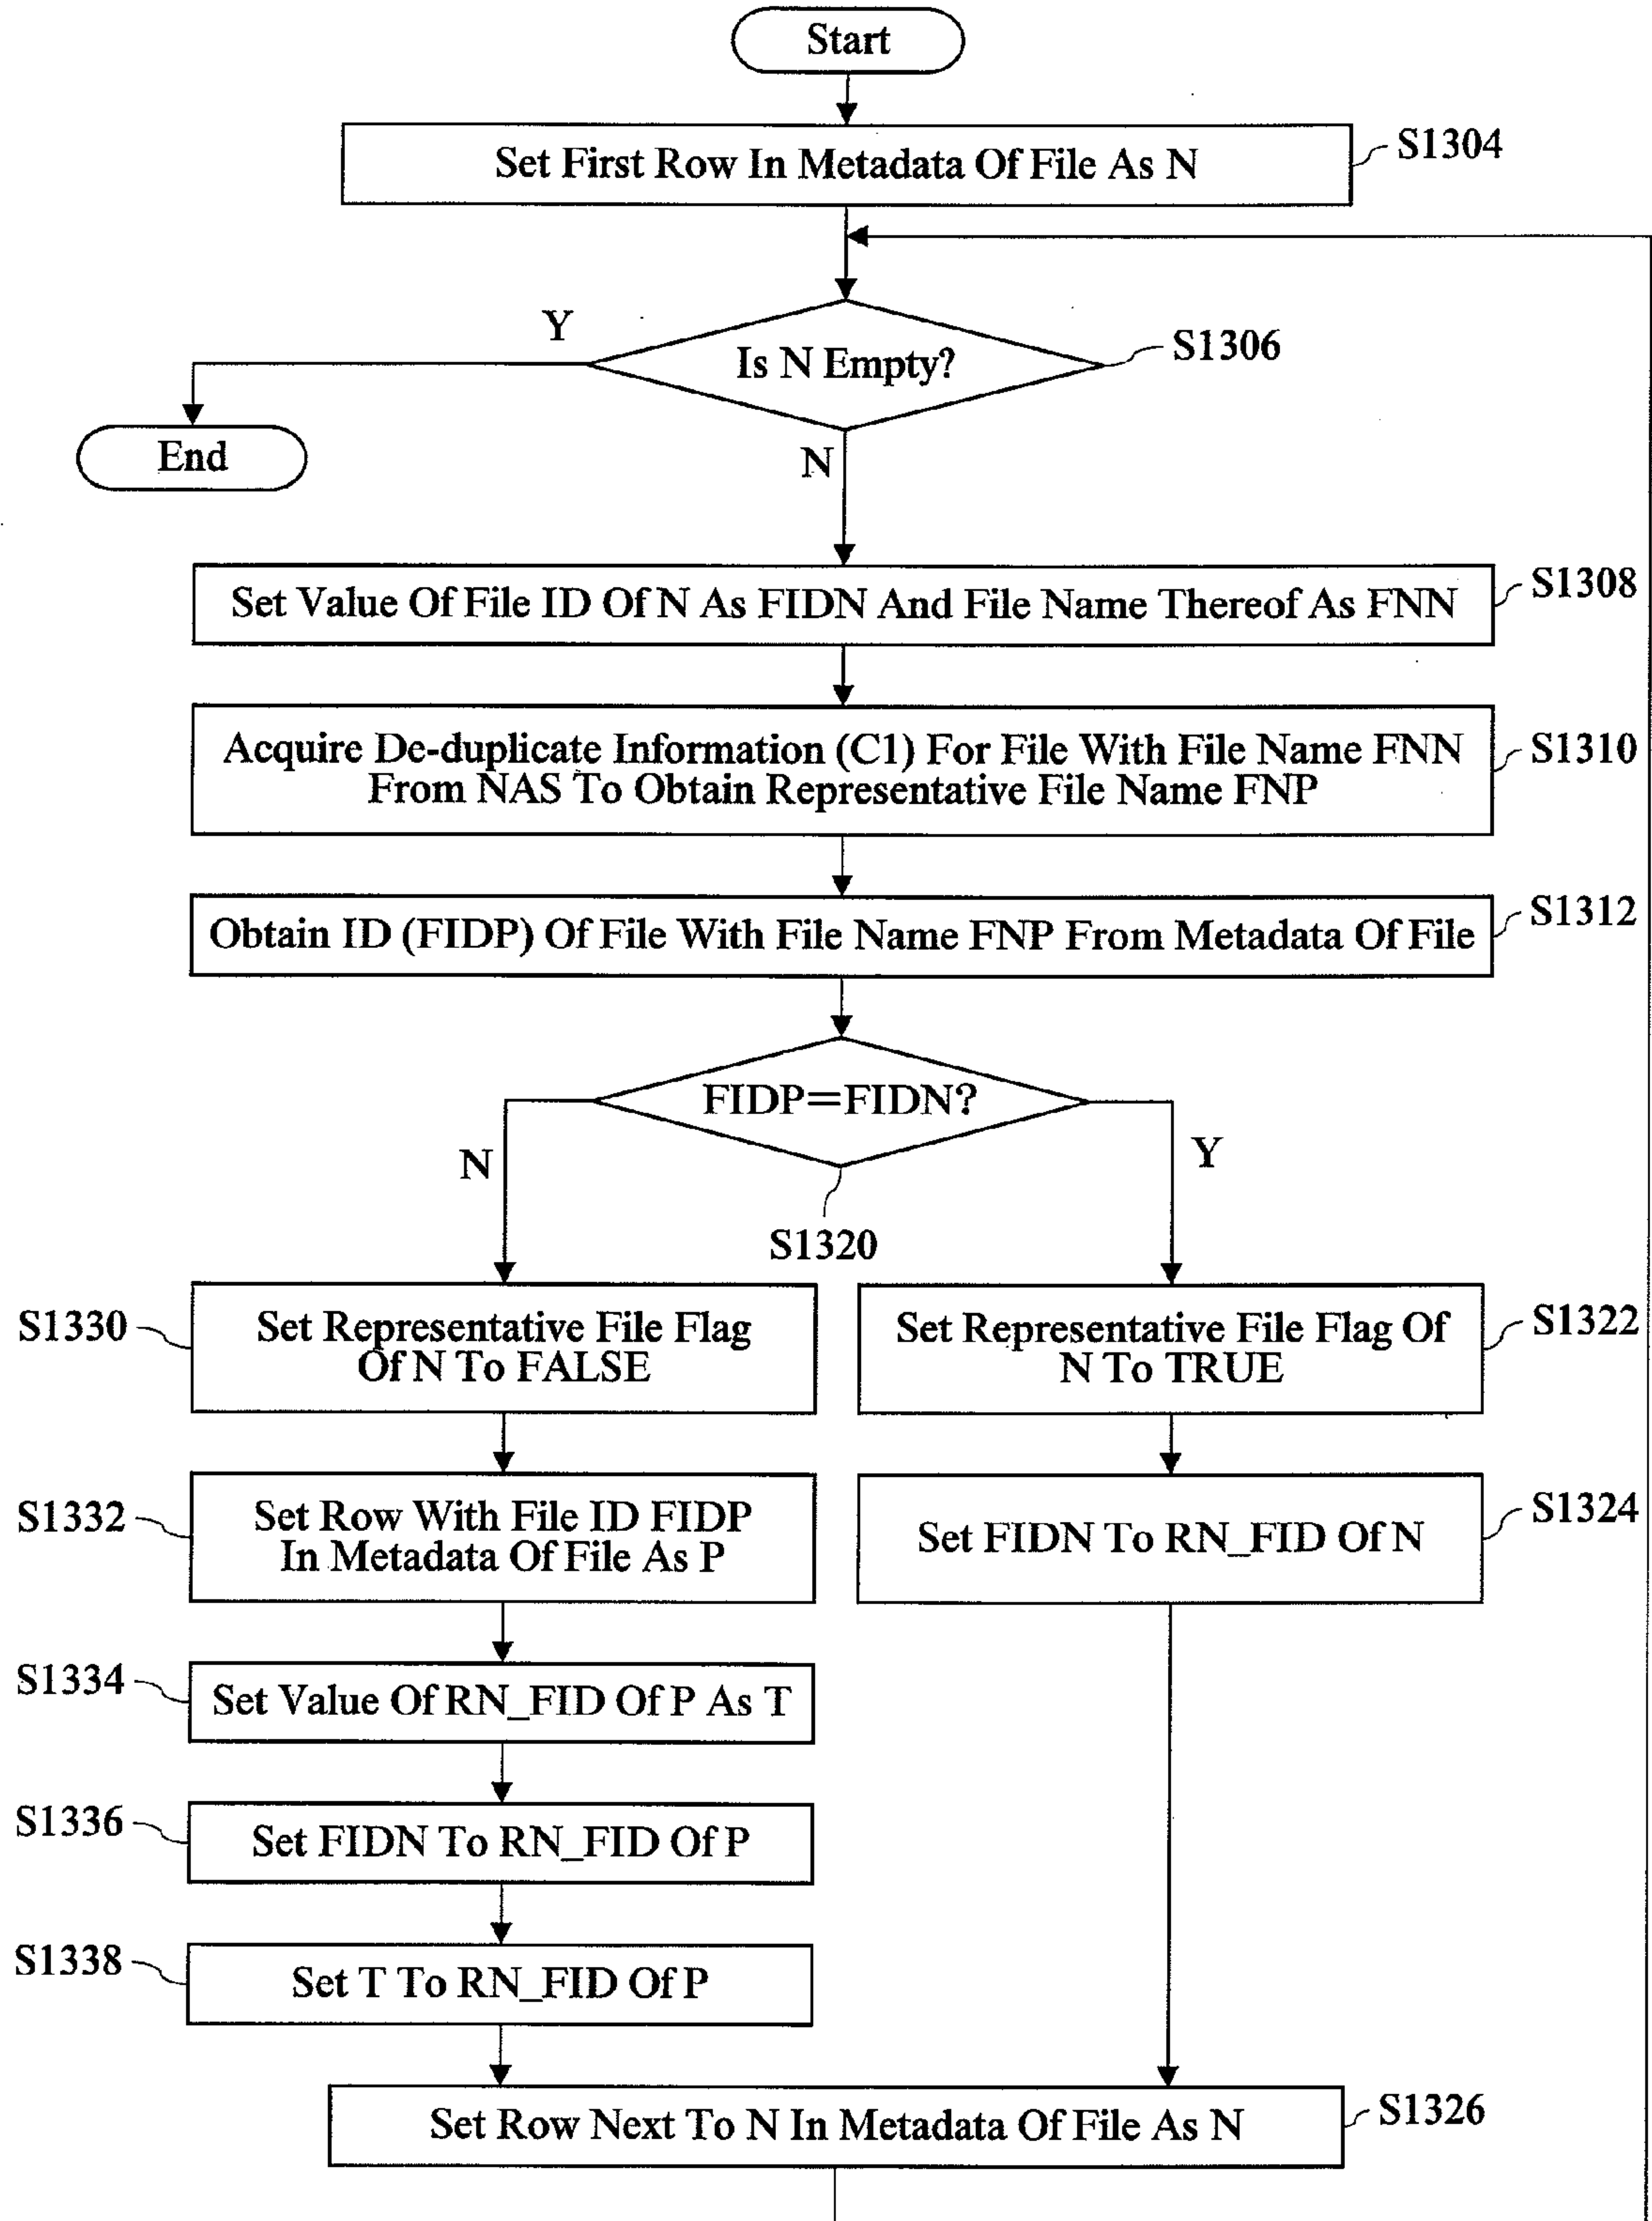 Start
Set First Row In Metadata Of File As N
S1304
Y
Is N Empty?
S1306
End
N
Set Value Of File ID Of N As FIDN And File Name Thereof As FNN
S1308
Acquire De-duplicate Information (C1) For File With File Name FNN
From NAS To Obtain Representative File Name FNP
S1310
Obtain ID (FIDP) Of File With File Name FNP From Metadata Of File
S1312
FIDP=FIDN?
N
Y
S1320
S1330
Set Representative File Flag
Of N To FALSE
Set Representative File Flag Of
N To TRUE
S1322
S1332
Set Row With File ID FIDP
In Metadata Of File As P
Set FIDN To RN_FID Of N
S1324
S1334
Set Value Of RN_FID Of P As T
S1336
Set FIDN To RN_FID Of P
S1338
Set T To RN_FID Of P
Set Row Next To N In Metadata Of File As N
S1326